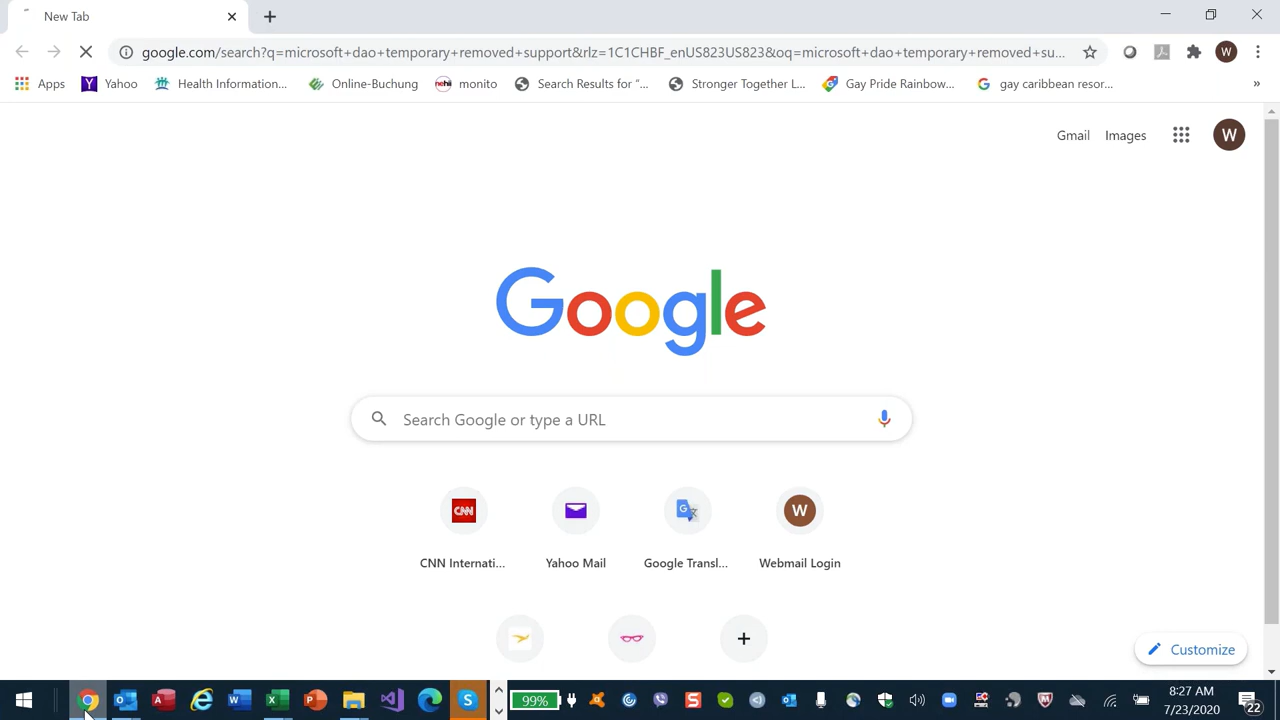 New Tab
google.com/search?q=microsoft+dao+temporary+removed+support&rlz=1C1CHBF_enUS823US823&oq=microsoft+dao+temporary+removed+su...
W
Apps
Yahoo
Health Information...
Online-Buchung
nehii
monito
Search Results for “...
Stronger Together L...
Gay Pride Rainbow...
gay caribbean resor...
»
Gmail
Images
W
Google
Search Google or type a URL
CNN
W
CNN Internati...
Yahoo Mail
Google Transl...
Webmail Login
Customize
99%
8:27 AM
7/23/2020
22